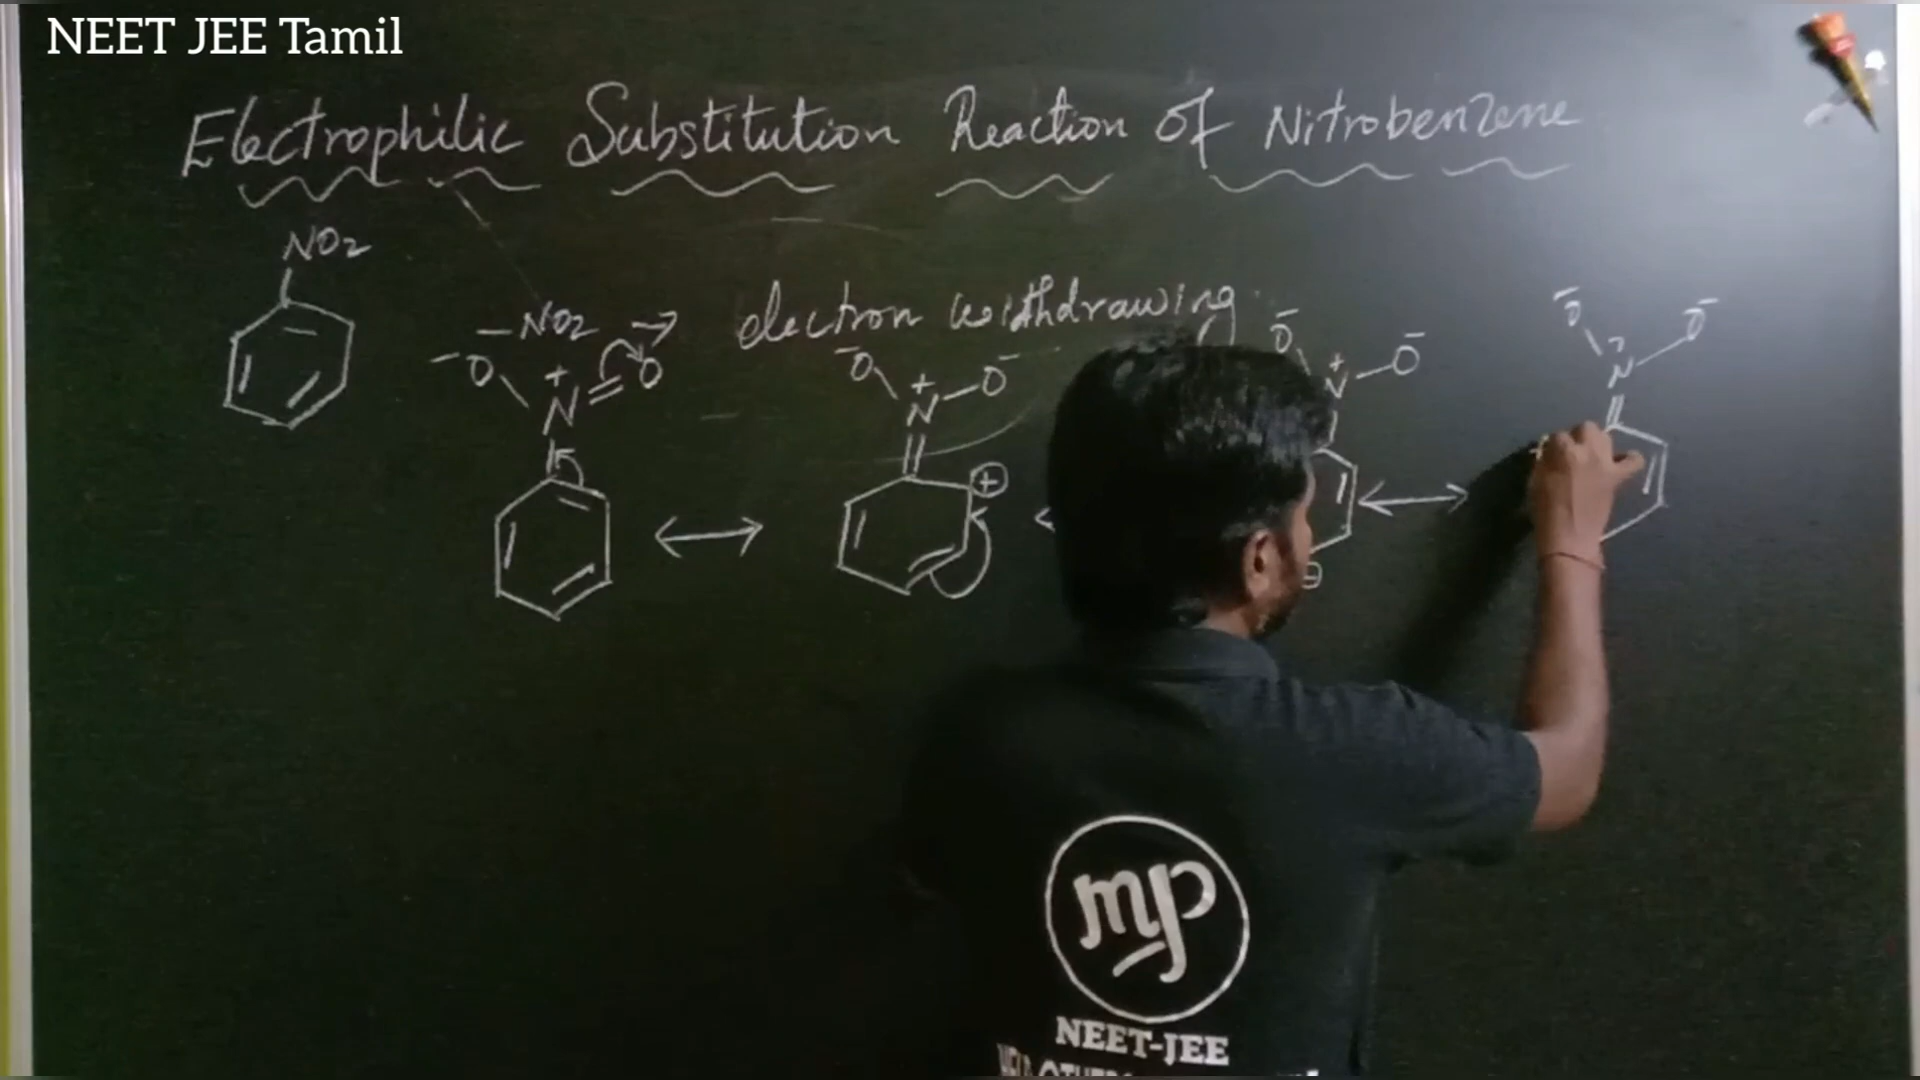 NEET JEE Tamil
Electrophilic Substitution Reaction of Nitrobenzene
NO2
-NO2 → electron withdrawing
-O N+ O
-O N+ O-
+
O- N+ O-
+
-O N O-
mp
NEET-JEE